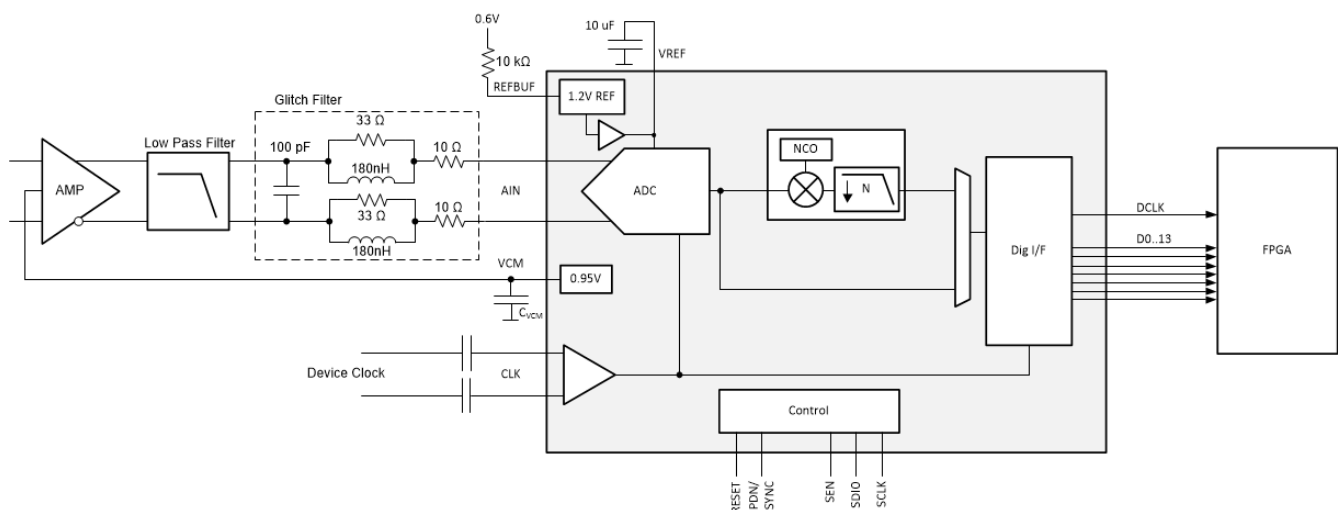 0.6V
10 uF
VREF
10 kΩ
REFBUF
1.2V REF
Glitch Filter
33 Ω
Low Pass Filter
100 pF
10 Ω
180nH
NCO
AMP
AIN
ADC
N
33 Ω
10 Ω
180nH
DCLK
D0..13
Dig I/F
FPGA
VCM
0.95V
CVCM
Device Clock
CLK
Control
RESET
PDN/
SYNC
SEN
SDIO
SCLK